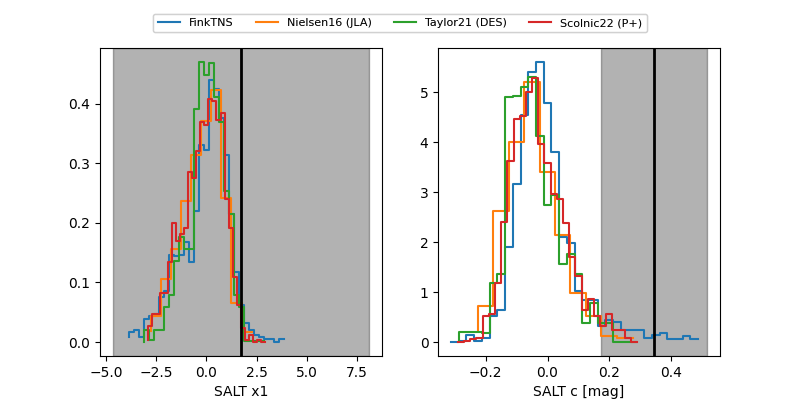 FinkTNS Nielsen16 (JLA) Taylor21 (DES) Scolnic22 (P+)
0.4
0.3
0.2
0.1
0.0
−5.0 −2.5 0.0 2.5 5.0 7.5
SALT x1
5
4
3
2
1
0
−0.2 0.0 0.2 0.4
SALT c [mag]